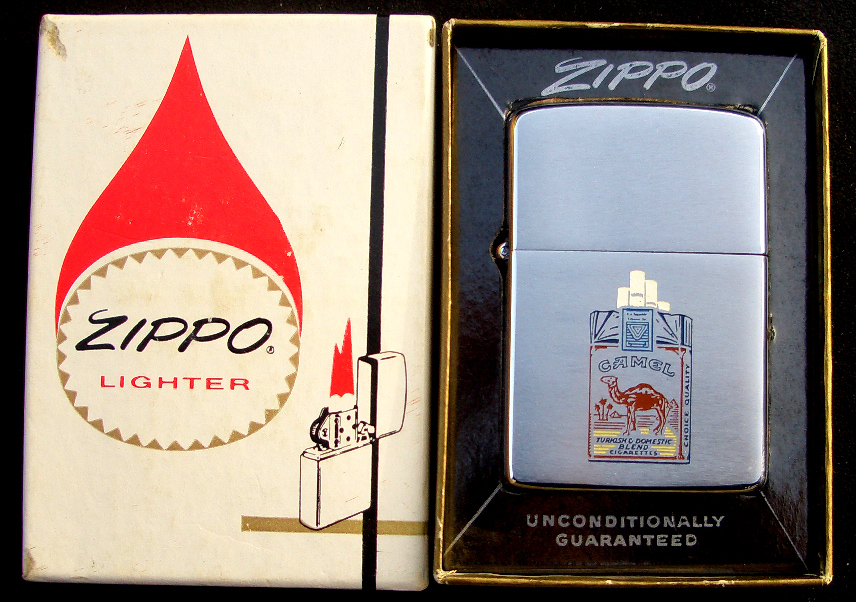 ZIPPO®
LIGHTER
ZIPPO®
CAMEL
CHOICE QUALITY
TURKISH & DOMESTIC
BLEND
CIGARETTES
UNCONDITIONALLY
GUARANTEED